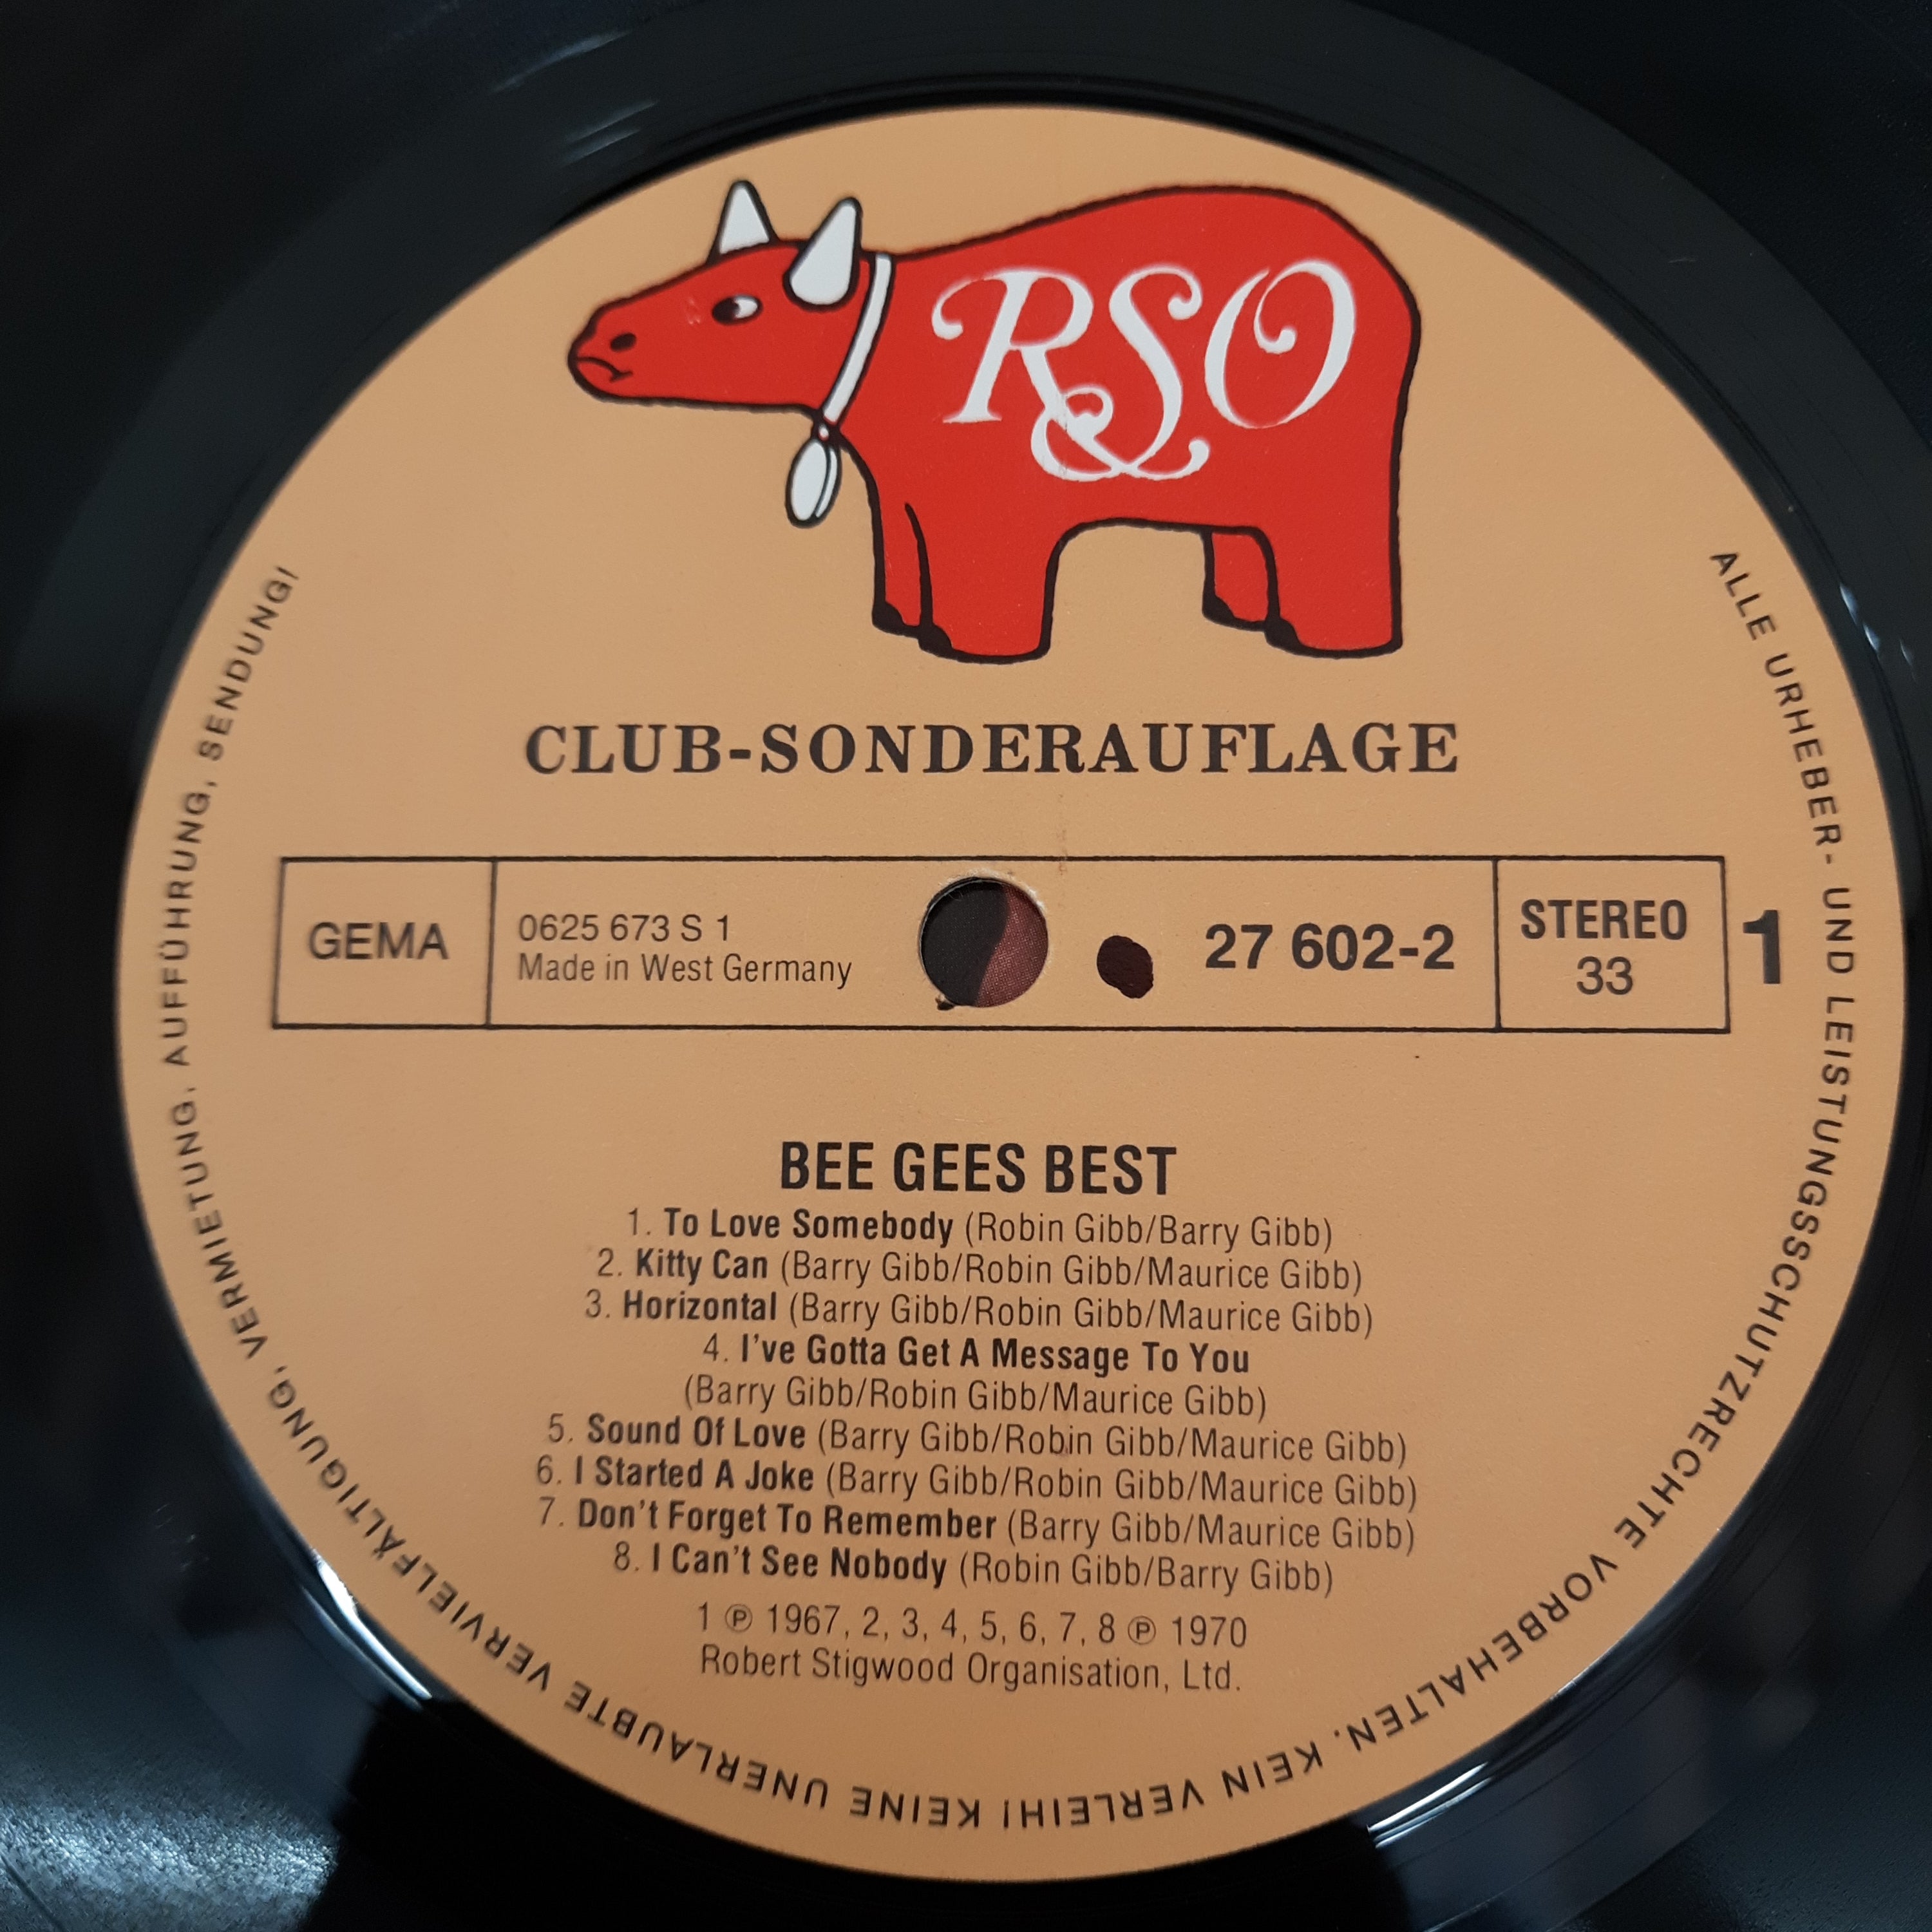 RSO
CLUB-SONDERAUFLAGE
GEMA
0625 673 S 1
Made in West Germany
27 602-2
STEREO
33
1
BEE GEES BEST
1. To Love Somebody (Robin Gibb/Barry Gibb)
2. Kitty Can (Barry Gibb/Robin Gibb/Maurice Gibb)
3. Horizontal (Barry Gibb/Robin Gibb/Maurice Gibb)
4. I've Gotta Get A Message To You
(Barry Gibb/Robin Gibb/Maurice Gibb)
5. Sound Of Love (Barry Gibb/Robin Gibb/Maurice Gibb)
6. I Started A Joke (Barry Gibb/Robin Gibb/Maurice Gibb)
7. Don't Forget To Remember (Barry Gibb/Maurice Gibb)
8. I Can't See Nobody (Robin Gibb/Barry Gibb)
1 ℗ 1967, 2, 3, 4, 5, 6, 7, 8 ℗ 1970
Robert Stigwood Organisation, Ltd.
ALLE URHEBER- UND LEISTUNGSSCHUTZRECHTE VORBEHALTEN. KEIN VERLEIH! KEINE UNERLAUBTE VERVIELFÄLTIGUNG, VERMIETUNG, AUFFÜHRUNG, SENDUNG!